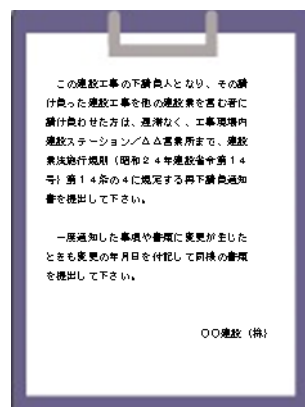 この建設工事の下請負人となり、その請
け負った建設工事を他の建設業を営む者に
請け負わせた方は、遅滞なく、工事現場内
建設ステーション／△△営業所まで、建設
業法施行規則（昭和２４年建設省令第１４
号）第１４条の４に規定する再下請負通知
書を提出して下さい。
一度通知した事項や書類に変更が生じた
ときも変更の年月日を付記して同様の書類
を提出して下さい。
〇〇建設（株）